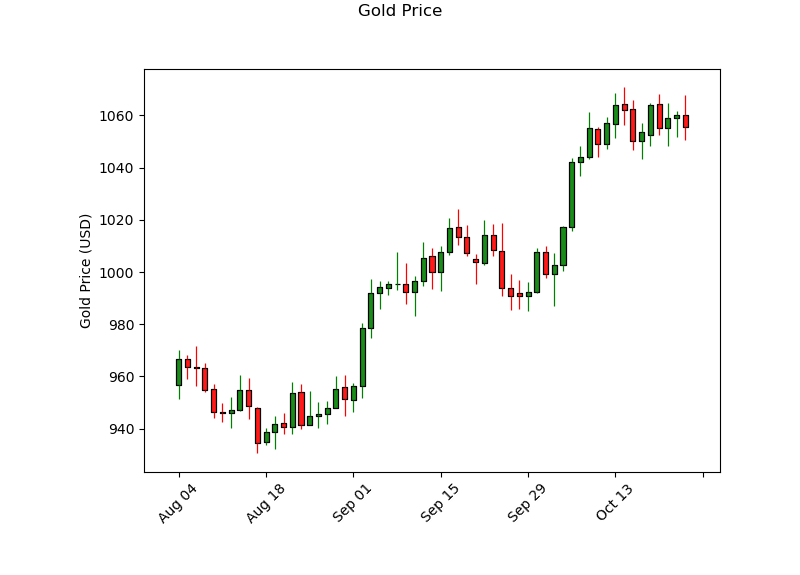 Gold Price
Gold Price (USD)
1060
1040
1020
1000
980
960
940
Aug 04
Aug 18
Sep 01
Sep 15
Sep 29
Oct 13